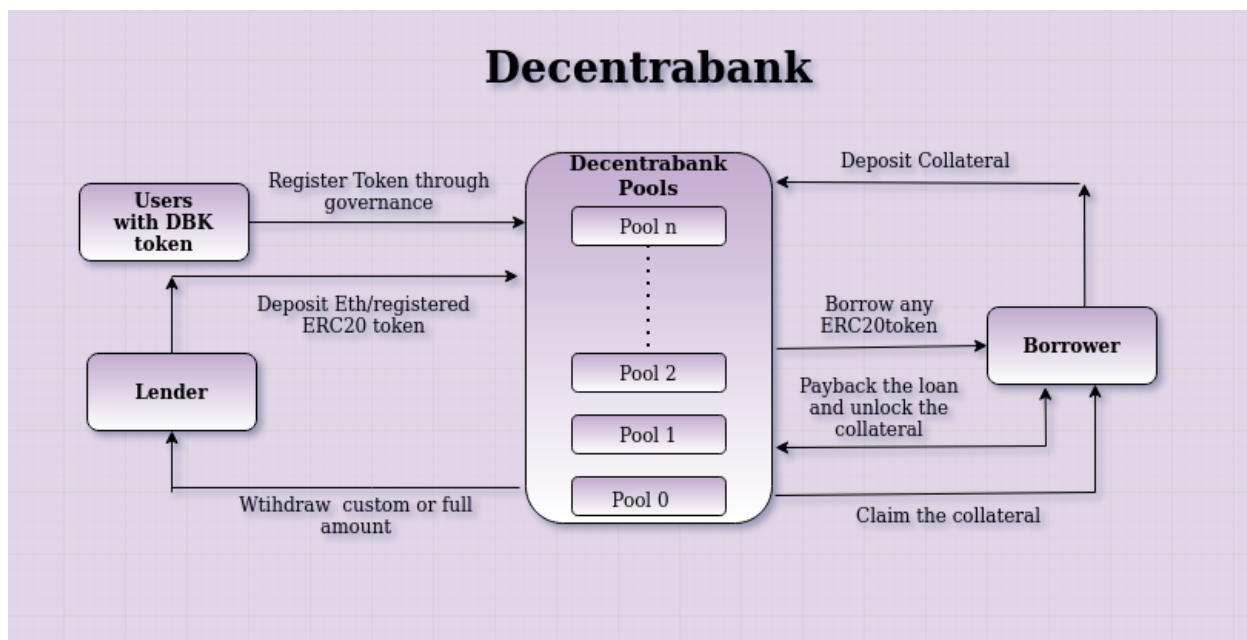 Decentrabank
Users
with DBK
token
Register Token through
governance
Deposit Eth/registered
ERC20 token
Lender
Wtihdraw  custom or full
amount
Decentrabank
Pools
Pool n
Pool 2
Pool 1
Pool 0
Deposit Collateral
Borrow any
ERC20token
Borrower
Payback the loan
and unlock the
collateral
Claim the collateral